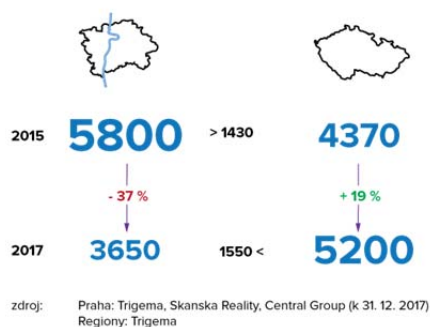 2015 5800 > 1430 4370
- 37 % + 19 %
2017 3650 1550 < 5200
zdroj: Praha: Trigema, Skanska Reality, Central Group (k 31. 12. 2017)
Regiony: Trigema